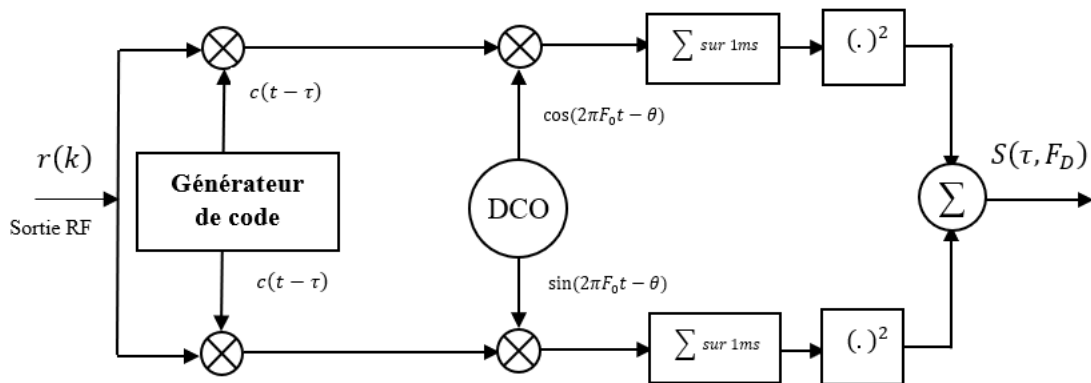 ∑ sur 1ms
(.)²
c(t − τ)
cos(2πF₀t − θ)
r(k)
Sortie RF
Générateur
de code
DCO
S(τ, F_D)
∑
c(t − τ)
sin(2πF₀t − θ)
∑ sur 1ms
(.)²